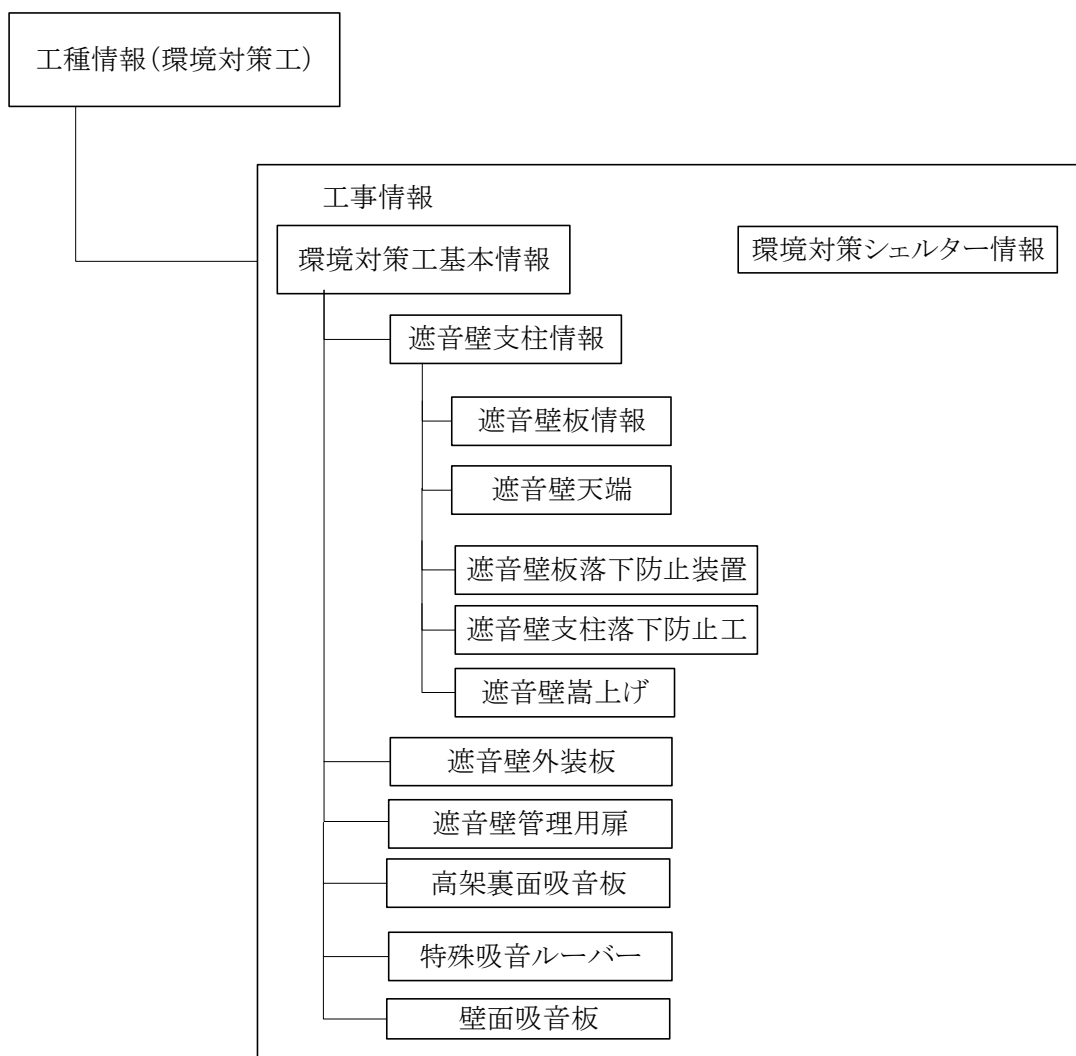 工種情報(環境対策工)
工事情報
環境対策工基本情報
環境対策シェルター情報
遮音壁支柱情報
遮音壁板情報
遮音壁天端
遮音壁板落下防止装置
遮音壁支柱落下防止工
遮音壁嵩上げ
遮音壁外装板
遮音壁管理用扉
高架裏面吸音板
特殊吸音ルーバー
壁面吸音板